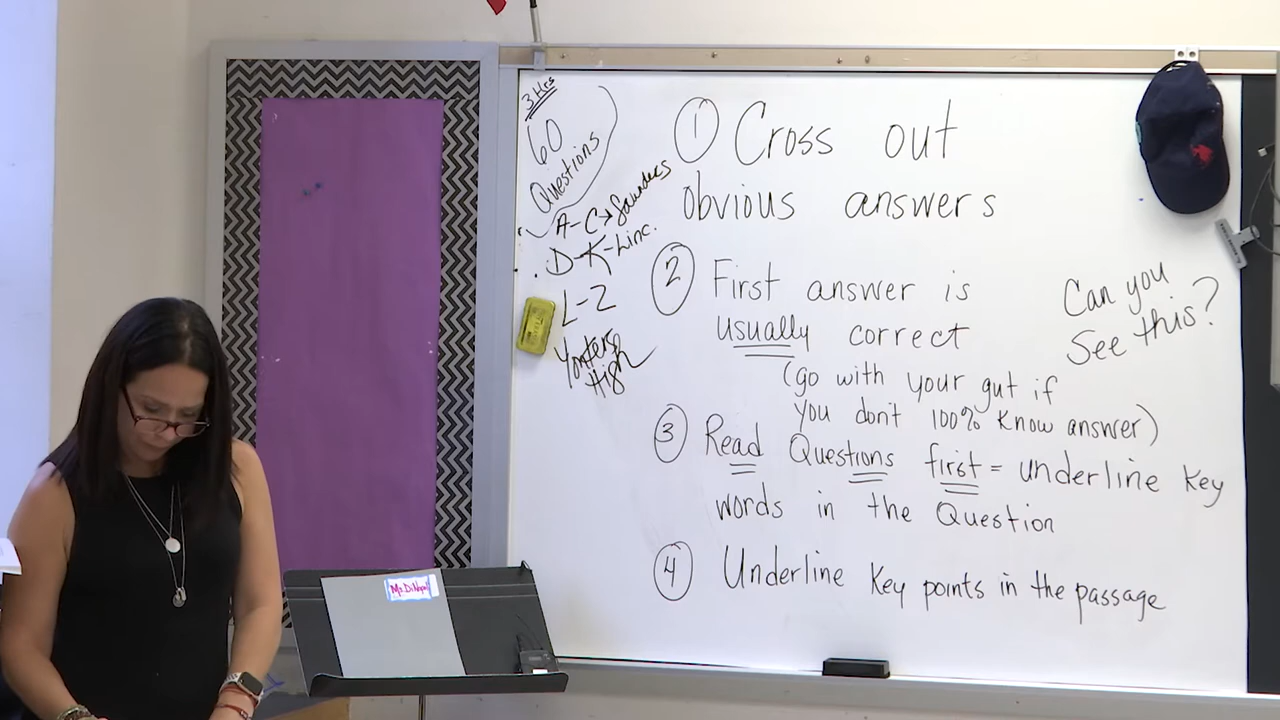 3 Hrs
60
Questions
A-C→Saunders
D-K-Linc.
L-Z
Yonkers
High
① Cross out
obvious answers
② First answer is
usually correct
(go with your gut if
you don't 100% know answer)
③ Read Questions first = underline key
words in the Question
④ Underline key points in the passage
Can you
See this?